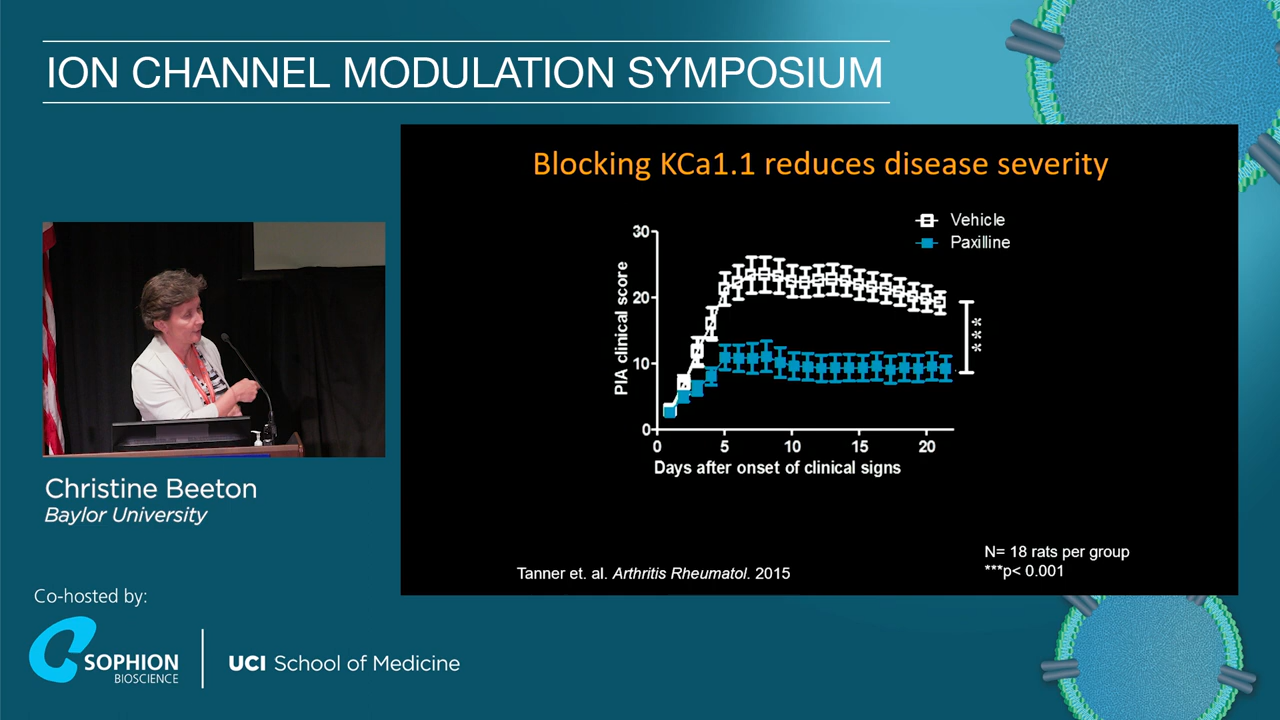 ION CHANNEL MODULATION SYMPOSIUM
Blocking KCa1.1 reduces disease severity
Vehicle
Paxilline
PIA clinical score
30
20
10
0
0 5 10 15 20
Days after onset of clinical signs
***
N= 18 rats per group
***p< 0.001
Tanner et. al. Arthritis Rheumatol. 2015
Christine Beeton
Baylor University
Co-hosted by:
SOPHION
BIOSCIENCE
UCI School of Medicine